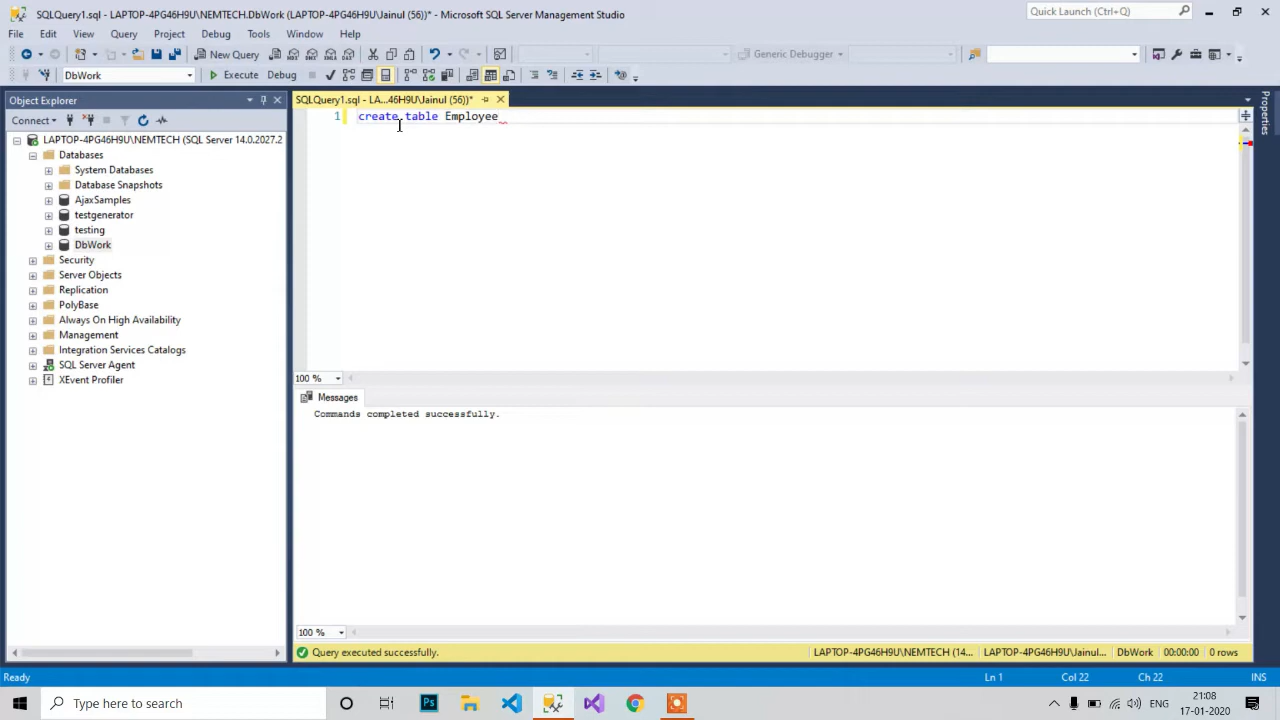 SQLQuery1.sql - LAPTOP-4PG46H9U\NEMTECH.DbWork (LAPTOP-4PG46H9U\Jainul (56))* - Microsoft SQL Server Management Studio
Quick Launch (Ctrl+Q)
File Edit View Query Project Debug Tools Window Help
New Query
Generic Debugger
DbWork
Execute Debug
Object Explorer
SQLQuery1.sql - LA...46H9U\Jainul (56))*
Properties
Connect
1 create table Employee
LAPTOP-4PG46H9U\NEMTECH (SQL Server 14.0.2027.2
Databases
System Databases
Database Snapshots
AjaxSamples
testgenerator
testing
DbWork
Security
Server Objects
Replication
PolyBase
Always On High Availability
Management
Integration Services Catalogs
SQL Server Agent
XEvent Profiler
100 %
Messages
Commands completed successfully.
100 %
Query executed successfully.
LAPTOP-4PG46H9U\NEMTECH (14... LAPTOP-4PG46H9U\Jainul... DbWork 00:00:00 0 rows
Ready
Ln 1 Col 22 Ch 22 INS
Type here to search
Ps
ENG
21:08
17-01-2020